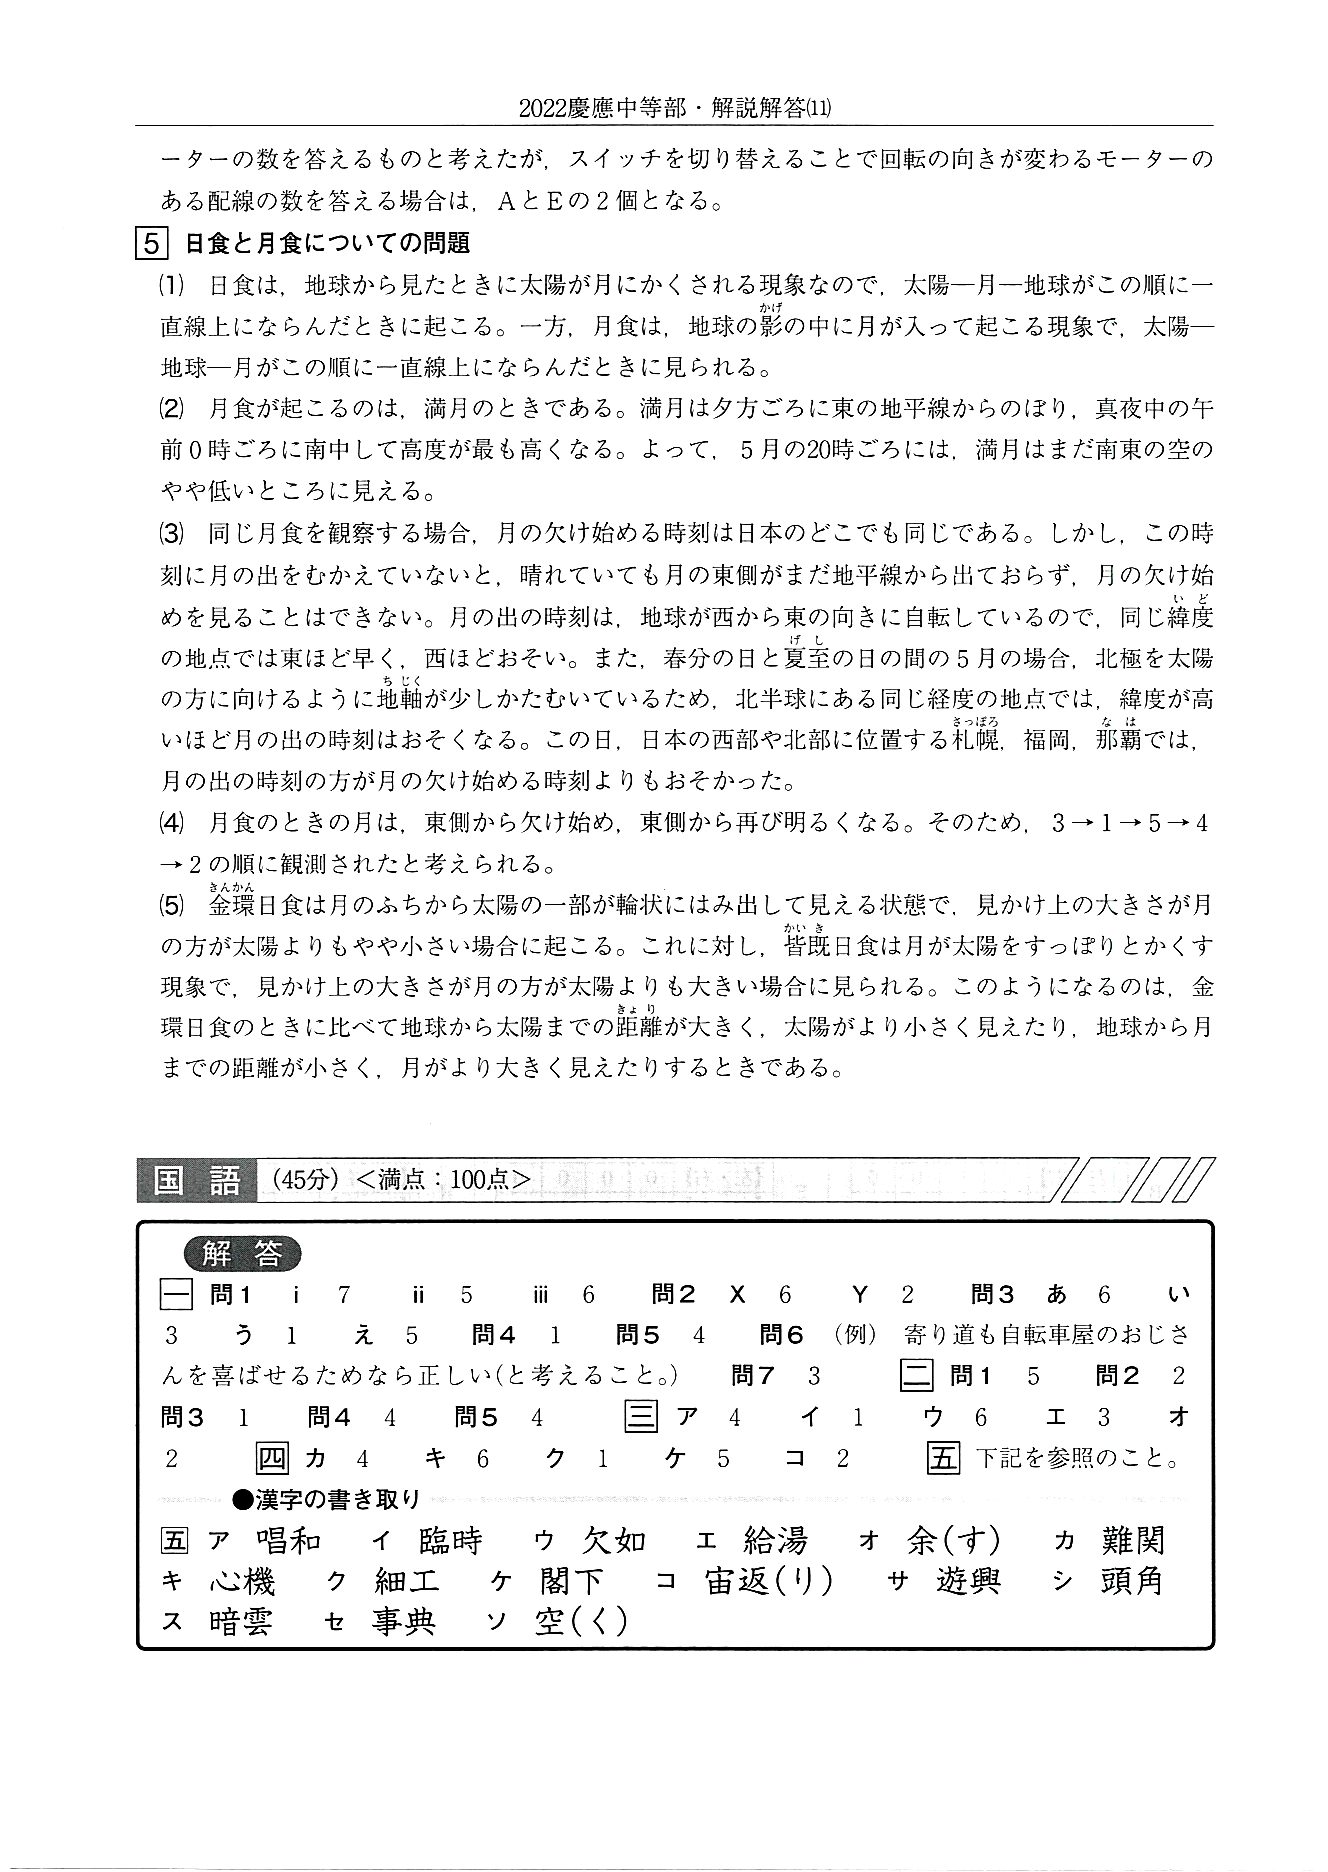 2022慶應中等部・解説解答⑾
ーターの数を答えるものと考えたが，スイッチを切り替えることで回転の向きが変わるモーターの
ある配線の数を答える場合は，AとEの2個となる。
5 日食と月食についての問題
⑴ 日食は，地球から見たときに太陽が月にかくされる現象なので，太陽―月―地球がこの順に一
直線上にならんだときに起こる。一方，月食は，地球の影の中に月が入って起こる現象で，太陽―
地球―月がこの順に一直線上にならんだときに見られる。
⑵ 月食が起こるのは，満月のときである。満月は夕方ごろに東の地平線からのぼり，真夜中の午
前0時ごろに南中して高度が最も高くなる。よって，5月の20時ごろには，満月はまだ南東の空の
やや低いところに見える。
⑶ 同じ月食を観察する場合，月の欠け始める時刻は日本のどこでも同じである。しかし，この時
刻に月の出をむかえていないと，晴れていても月の東側がまだ地平線から出ておらず，月の欠け始
めを見ることはできない。月の出の時刻は，地球が西から東の向きに自転しているので，同じ緯度
の地点では東ほど早く，西ほどおそい。また，春分の日と夏至の日の間の5月の場合，北極を太陽
の方に向けるように地軸が少しかたむいているため，北半球にある同じ経度の地点では，緯度が高
いほど月の出の時刻はおそくなる。この日，日本の西部や北部に位置する札幌，福岡，那覇では，
月の出の時刻の方が月の欠け始める時刻よりもおそかった。
⑷ 月食のときの月は，東側から欠け始め，東側から再び明るくなる。そのため，3→1→5→4
→2の順に観測されたと考えられる。
⑸ 金環日食は月のふちから太陽の一部が輪状にはみ出して見える状態で，見かけ上の大きさが月
の方が太陽よりもやや小さい場合に起こる。これに対し，皆既日食は月が太陽をすっぽりとかくす
現象で，見かけ上の大きさが月の方が太陽よりも大きい場合に見られる。このようになるのは，金
環日食のときに比べて地球から太陽までの距離が大きく，太陽がより小さく見えたり，地球から月
までの距離が小さく，月がより大きく見えたりするときである。
国語 （45分）＜満点：100点＞
解答
一 問1 i 7 ii 5 iii 6 問2 X 6 Y 2 問3 あ 6 い
3 う 1 え 5 問4 1 問5 4 問6 （例） 寄り道も自転車屋のおじさ
んを喜ばせるためなら正しい（と考えること。） 問7 3 二 問1 5 問2 2
問3 1 問4 4 問5 4 三 ア 4 イ 1 ウ 6 エ 3 オ
2 四 カ 4 キ 6 ク 1 ケ 5 コ 2 五 下記を参照のこと。
●漢字の書き取り
五 ア 唱和 イ 臨時 ウ 欠如 エ 給湯 オ 余(す) カ 難関
キ 心機 ク 細工 ケ 閣下 コ 宙返(り) サ 遊興 シ 頭角
ス 暗雲 セ 事典 ソ 空(く)